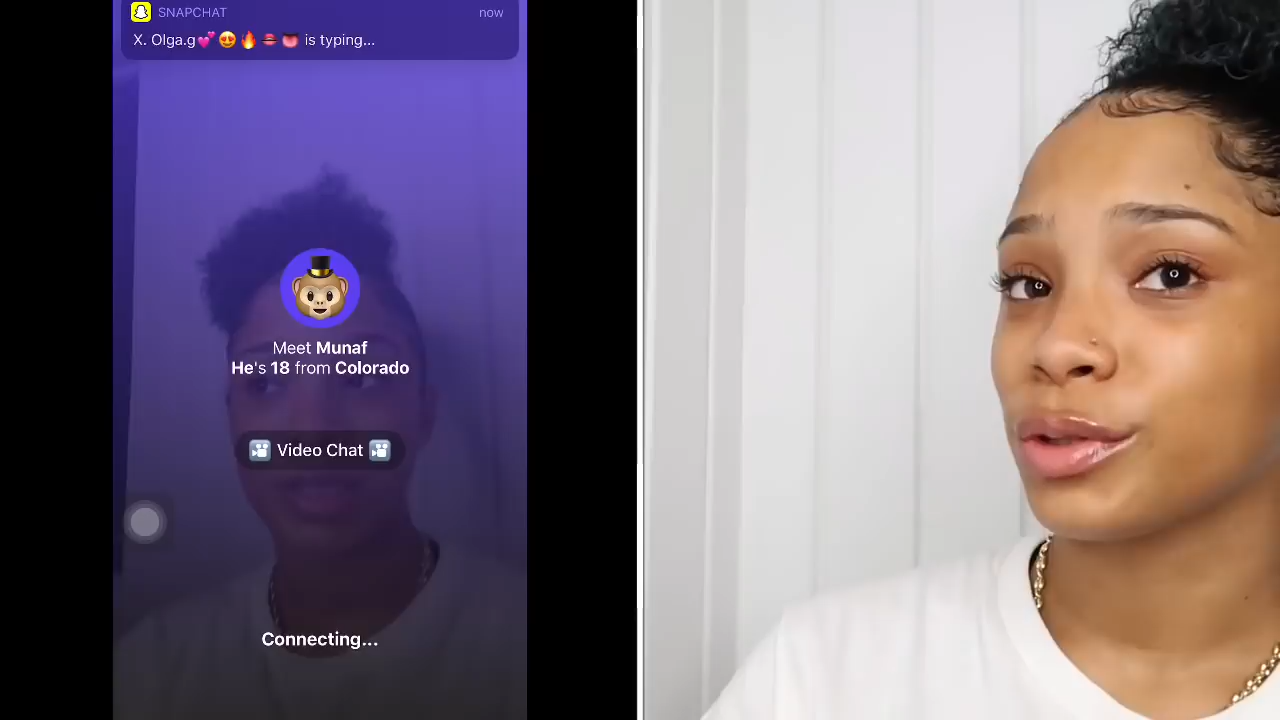 SNAPCHAT now
X. Olga.g💕😍🔥👄👅 is typing...
Meet Munaf
He's 18 from Colorado
🎦 Video Chat 🎦
Connecting...